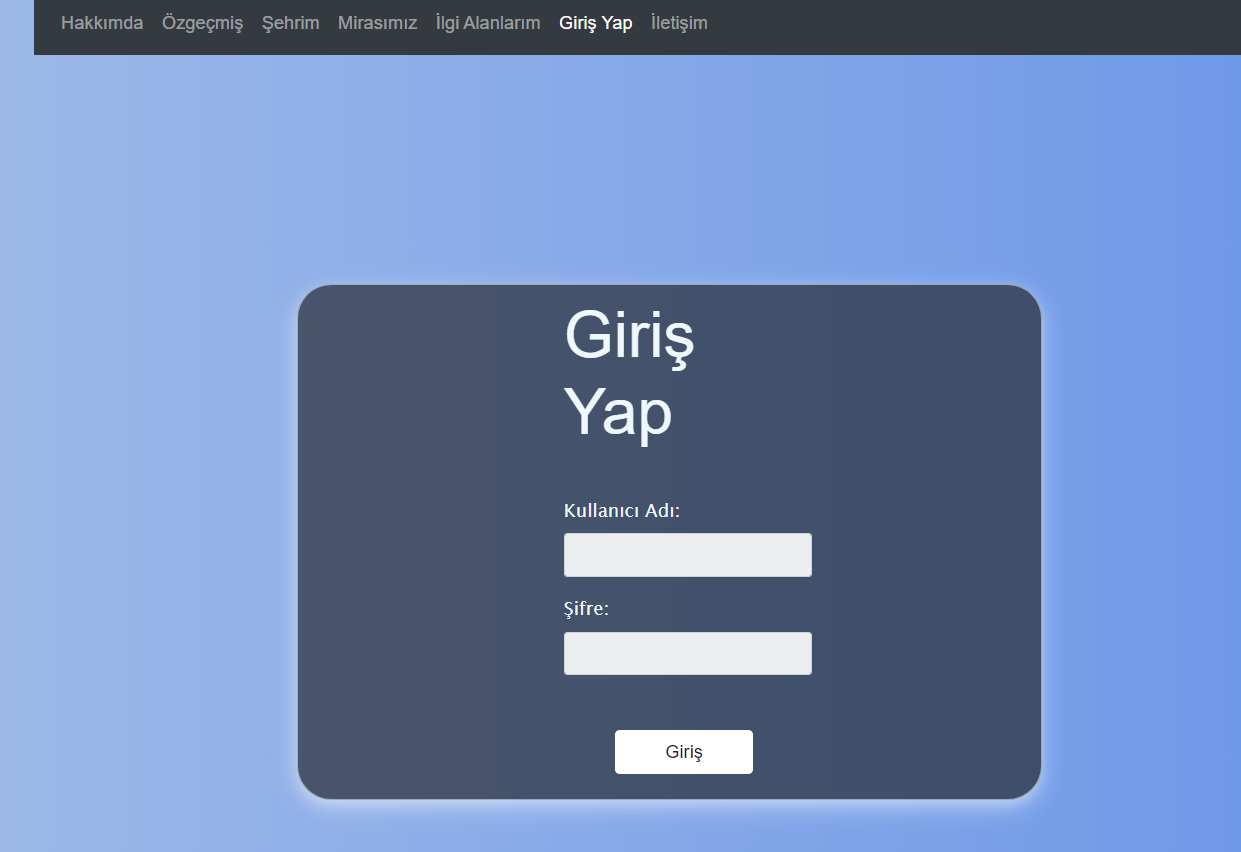 Hakkımda Özgeçmiş Şehrim Mirasımız İlgi Alanlarım Giriş Yap İletişim
Giriş
Yap
Kullanıcı Adı:
Şifre:
Giriş